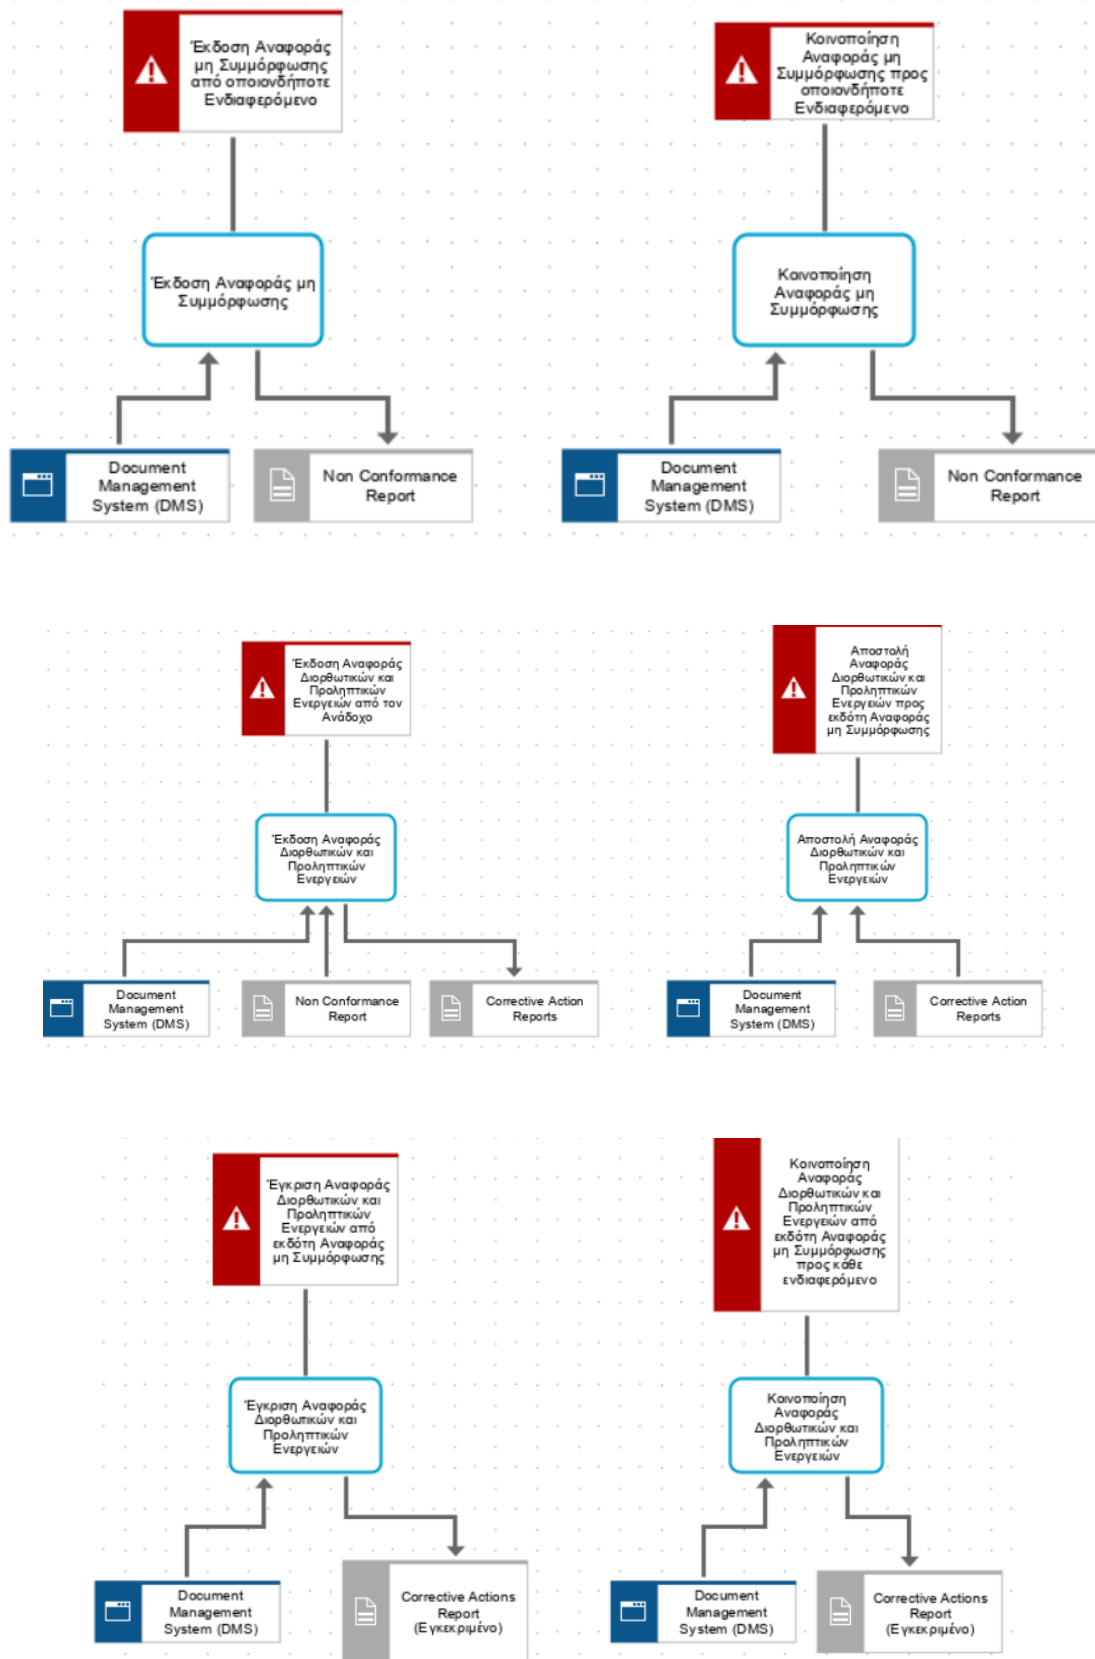 Έκδοση Αναφοράς
μη Συμμόρφωσης
από οποιονδήποτε
Ενδιαφερόμενο
Κοινοποίηση
Αναφοράς μη
Συμμόρφωσης προς
οποιονδήποτε
Ενδιαφερόμενο
Έκδοση Αναφοράς μη
Συμμόρφωσης
Κοινοποίηση
Αναφοράς μη
Συμμόρφωσης
Document
Management
System (DMS)
Non Conformance
Report
Document
Management
System (DMS)
Non Conformance
Report
Έκδοση Αναφοράς
Διορθωτικών και
Προληπτικών
Ενεργειών από τον
Ανάδοχο
Αποστολή
Αναφοράς
Διορθωτικών και
Προληπτικών
Ενεργειών προς
εκδότη Αναφοράς
μη Συμμόρφωσης
Έκδοση Αναφοράς
Διορθωτικών και
Προληπτικών
Ενεργειών
Αποστολή Αναφοράς
Διορθωτικών και
Προληπτικών
Ενεργειών
Document
Management
System (DMS)
Non Conformance
Report
Corrective Action
Reports
Document
Management
System (DMS)
Corrective Action
Reports
Έγκριση Αναφοράς
Διορθωτικών και
Προληπτικών
Ενεργειών από
εκδότη Αναφοράς
μη Συμμόρφωσης
Κοινοποίηση
Αναφοράς
Διορθωτικών και
Προληπτικών
Ενεργειών από
εκδότη Αναφοράς
μη Συμμόρφωσης
προς κάθε
ενδιαφερόμενο
Έγκριση Αναφοράς
Διορθωτικών και
Προληπτικών
Ενεργειών
Κοινοποίηση
Αναφοράς
Διορθωτικών και
Προληπτικών
Ενεργειών
Document
Management
System (DMS)
Corrective Actions
Report
(Εγκεκριμένο)
Document
Management
System (DMS)
Corrective Actions
Report
(Εγκεκριμένο)